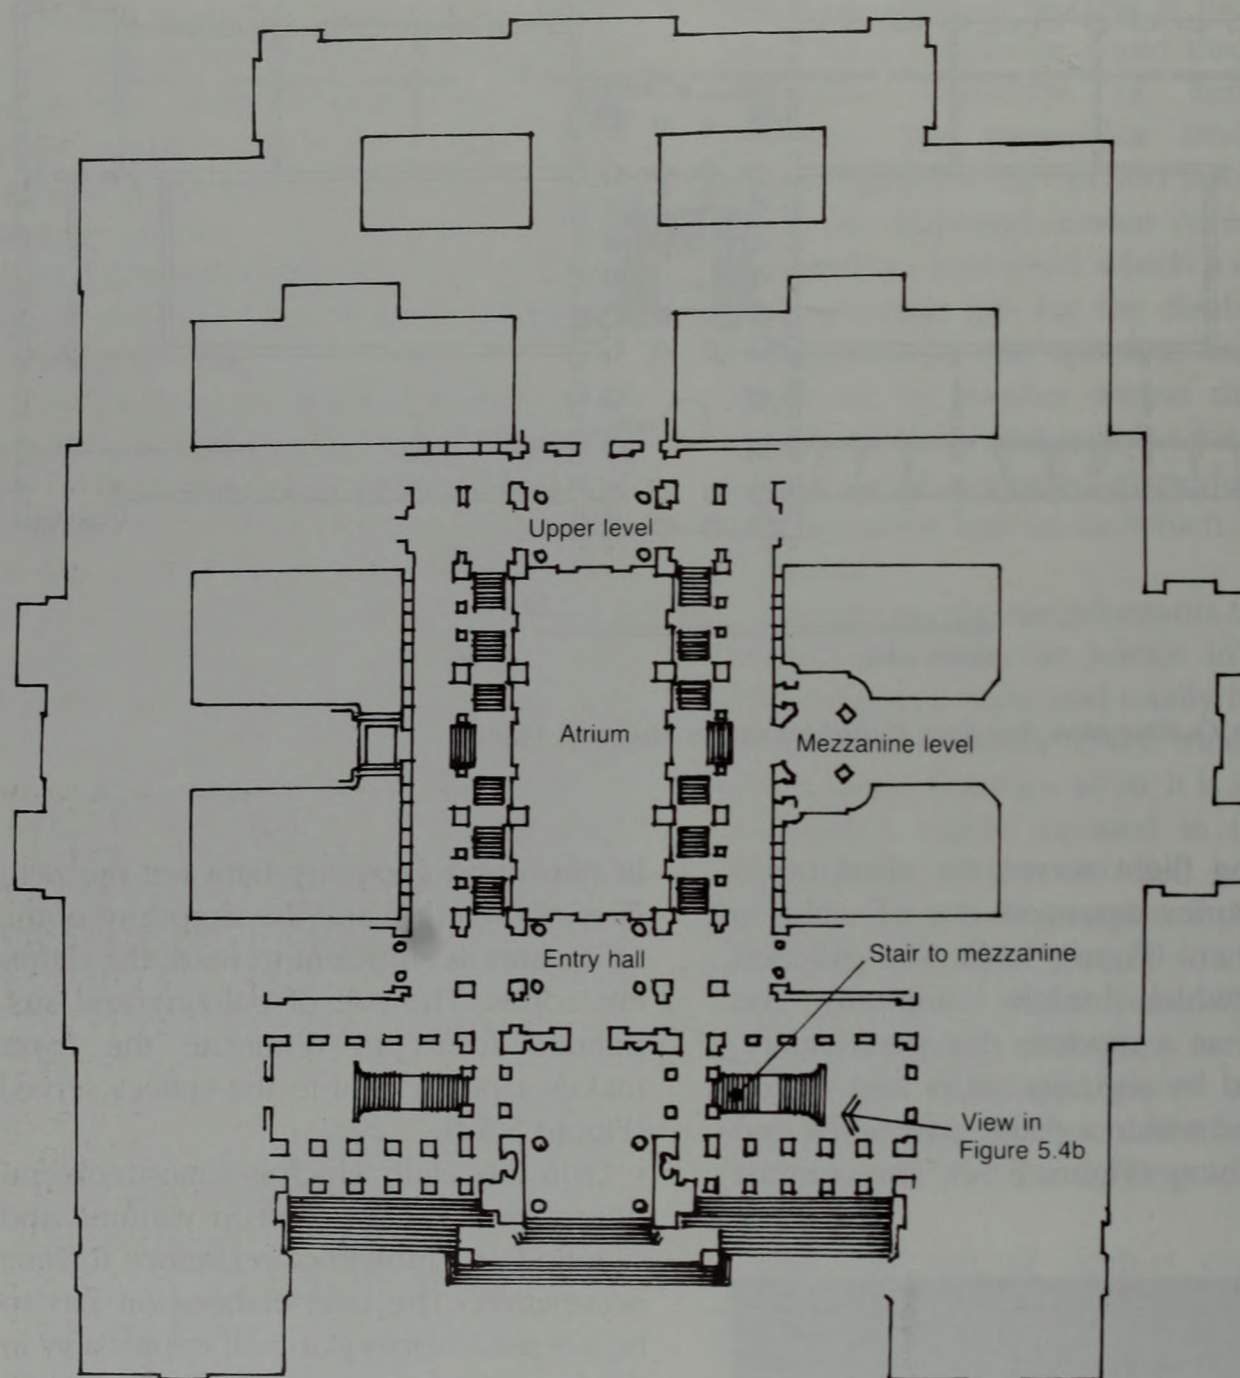 Upper level
Atrium
Mezzanine level
Entry hall
Stair to mezzanine
View in
Figure 5.4b